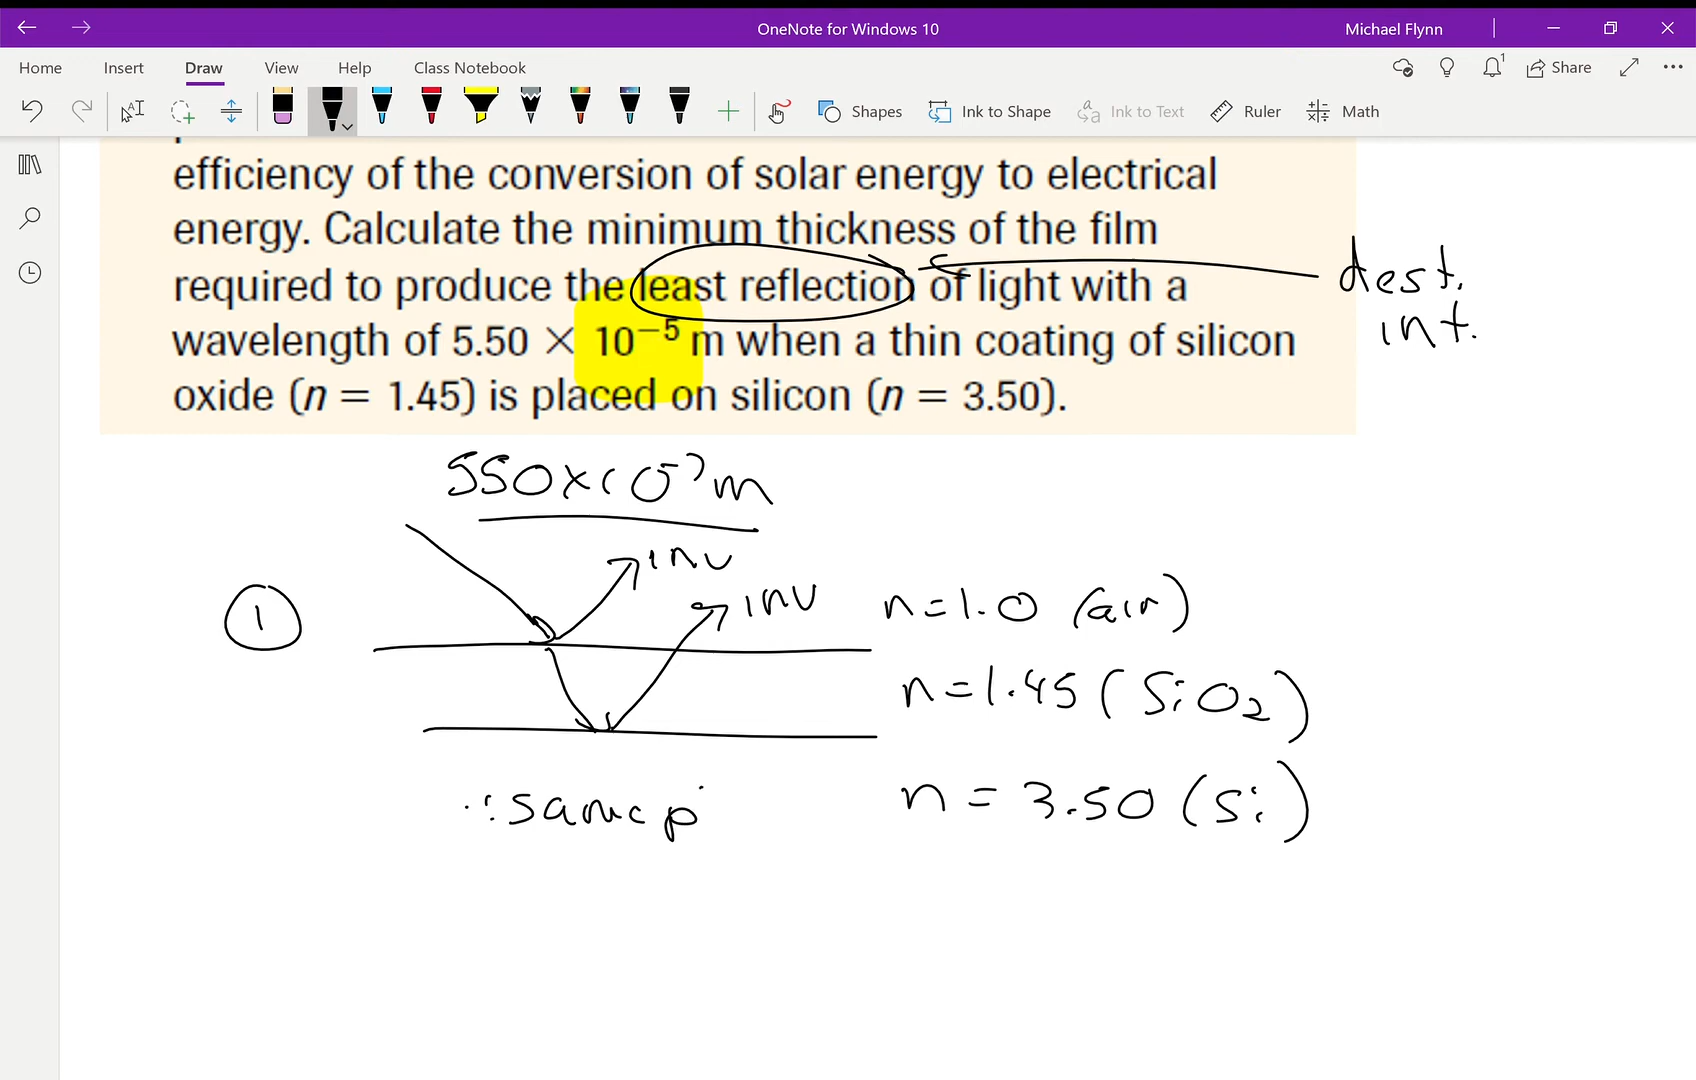 OneNote for Windows 10
Michael Flynn
Home Insert Draw View Help Class Notebook
1 Share
Shapes Ink to Shape Ink to Text Ruler Math
efficiency of the conversion of solar energy to electrical
energy. Calculate the minimum thickness of the film
required to produce the least reflection of light with a
wavelength of 5.50 × 10⁻⁵ m when a thin coating of silicon
oxide (n = 1.45) is placed on silicon (n = 3.50).
dest.
int.
550×10⁻⁷m
1
inv
inv
n=1.0 (air)
n=1.45 (SiO₂)
n = 3.50 (Si)
∴ same p